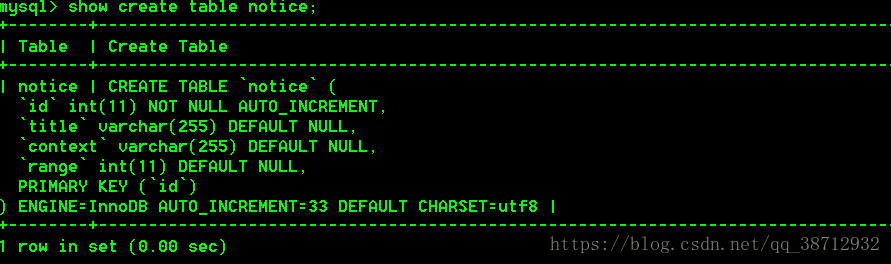 mysql> show create table notice;
+--------+----------------------------------------------------------------------------------------
| Table  | Create Table
+--------+----------------------------------------------------------------------------------------
| notice | CREATE TABLE `notice` (
  `id` int(11) NOT NULL AUTO_INCREMENT,
  `title` varchar(255) DEFAULT NULL,
  `context` varchar(255) DEFAULT NULL,
  `range` int(11) DEFAULT NULL,
  PRIMARY KEY (`id`)
) ENGINE=InnoDB AUTO_INCREMENT=33 DEFAULT CHARSET=utf8 |
+--------+----------------------------------------------------------------------------------------
1 row in set (0.00 sec)
https://blog.csdn.net/qq_38712932